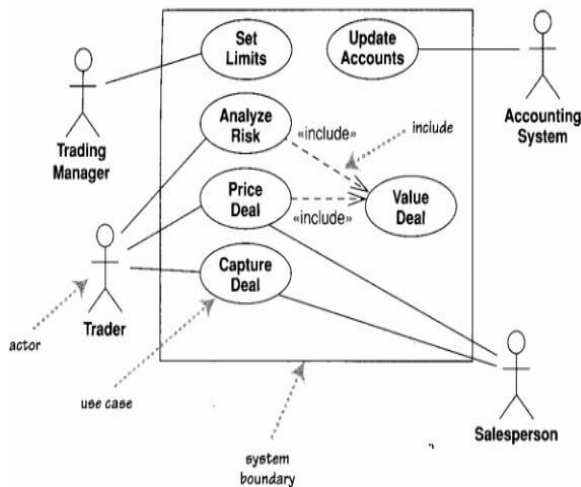 Set
Limits
Update
Accounts
Trading
Manager
Accounting
System
Analyze
Risk
«include»
include
Price
Deal
«include»
Value
Deal
Capture
Deal
Trader
actor
use case
system
boundary
Salesperson